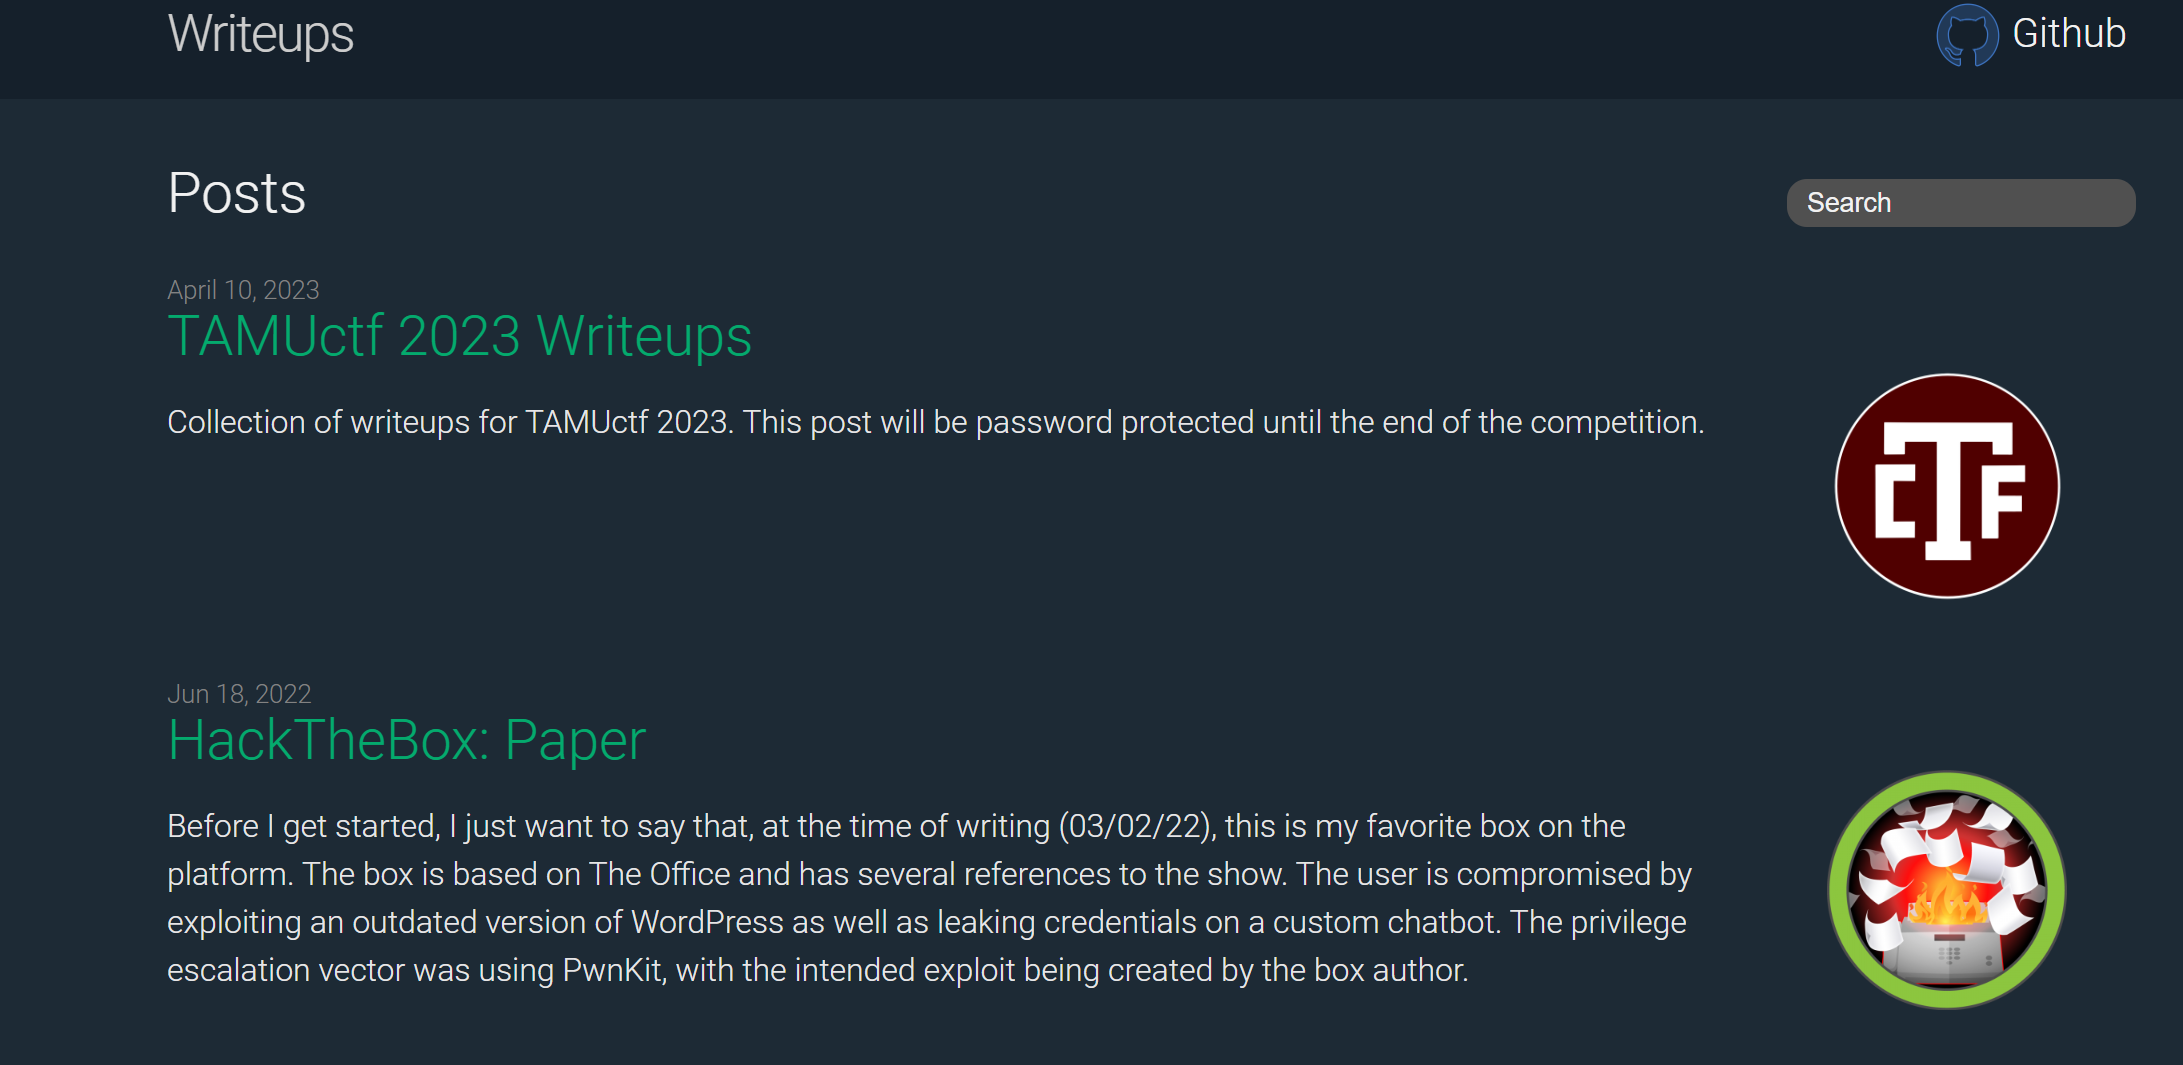 Writeups
Github
Posts
Search
April 10, 2023
TAMUctf 2023 Writeups
Collection of writeups for TAMUctf 2023. This post will be password protected until the end of the competition.
CTF
Jun 18, 2022
HackTheBox: Paper
Before I get started, I just want to say that, at the time of writing (03/02/22), this is my favorite box on the
platform. The box is based on The Office and has several references to the show. The user is compromised by
exploiting an outdated version of WordPress as well as leaking credentials on a custom chatbot. The privilege
escalation vector was using PwnKit, with the intended exploit being created by the box author.